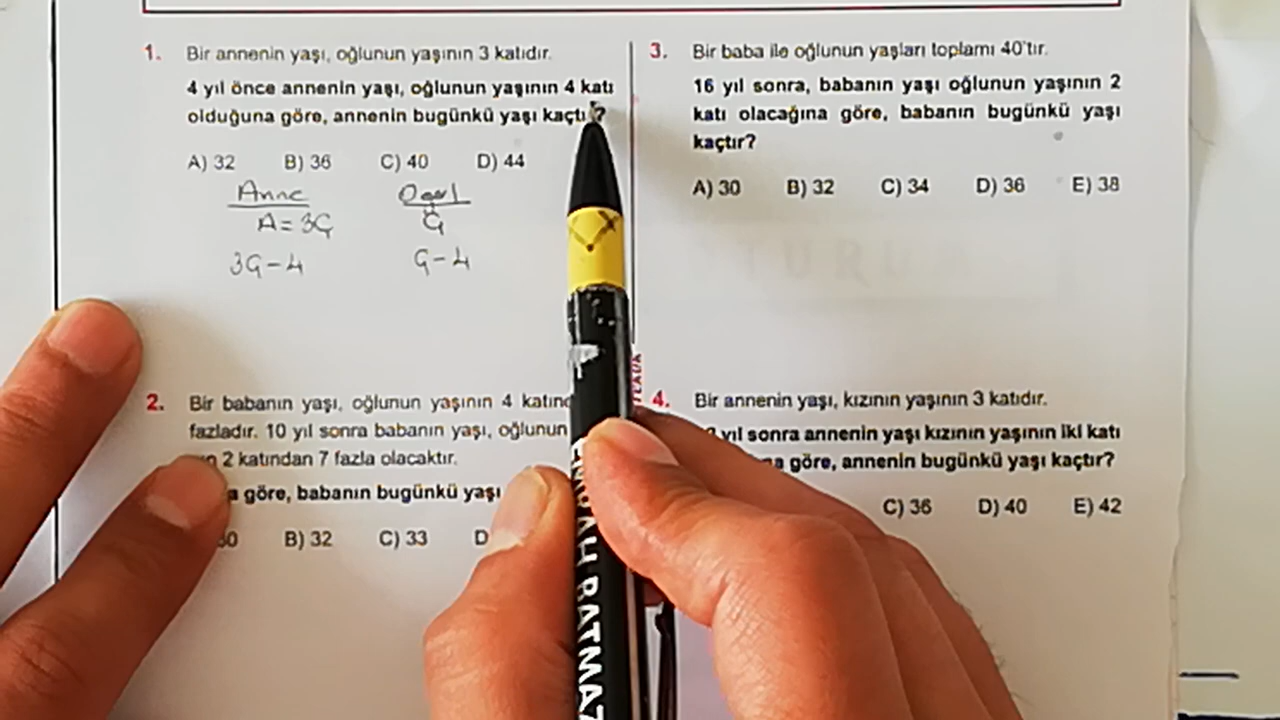 1. Bir annenin yaşı, oğlunun yaşının 3 katıdır.
4 yıl önce annenin yaşı, oğlunun yaşının 4 katı
olduğuna göre, annenin bugünkü yaşı kaçtır?
A) 32 B) 36 C) 40 D) 44
Anne Oğul
A = 3G G
3G - 4 G - 4
2. Bir babanın yaşı, oğlunun yaşının 4
fazladır. 10 yıl sonra babanın yaşı, oğlunun
2 katından 7 fazla olacaktır.
göre, babanın bugünkü yaşı
B) 32 C) 33 D
3. Bir baba ile oğlunun yaşları toplamı 40'tır.
16 yıl sonra, babanın yaşı oğlunun yaşının 2
katı olacağına göre, babanın bugünkü yaşı
kaçtır?
A) 30 B) 32 C) 34 D) 36 E) 38
4. Bir annenin yaşı, kızının yaşının 3 katıdır.
yıl sonra annenin yaşı kızının yaşının iki katı
göre, annenin bugünkü yaşı kaçtır?
C) 36 D) 40 E) 42
BATMAZ